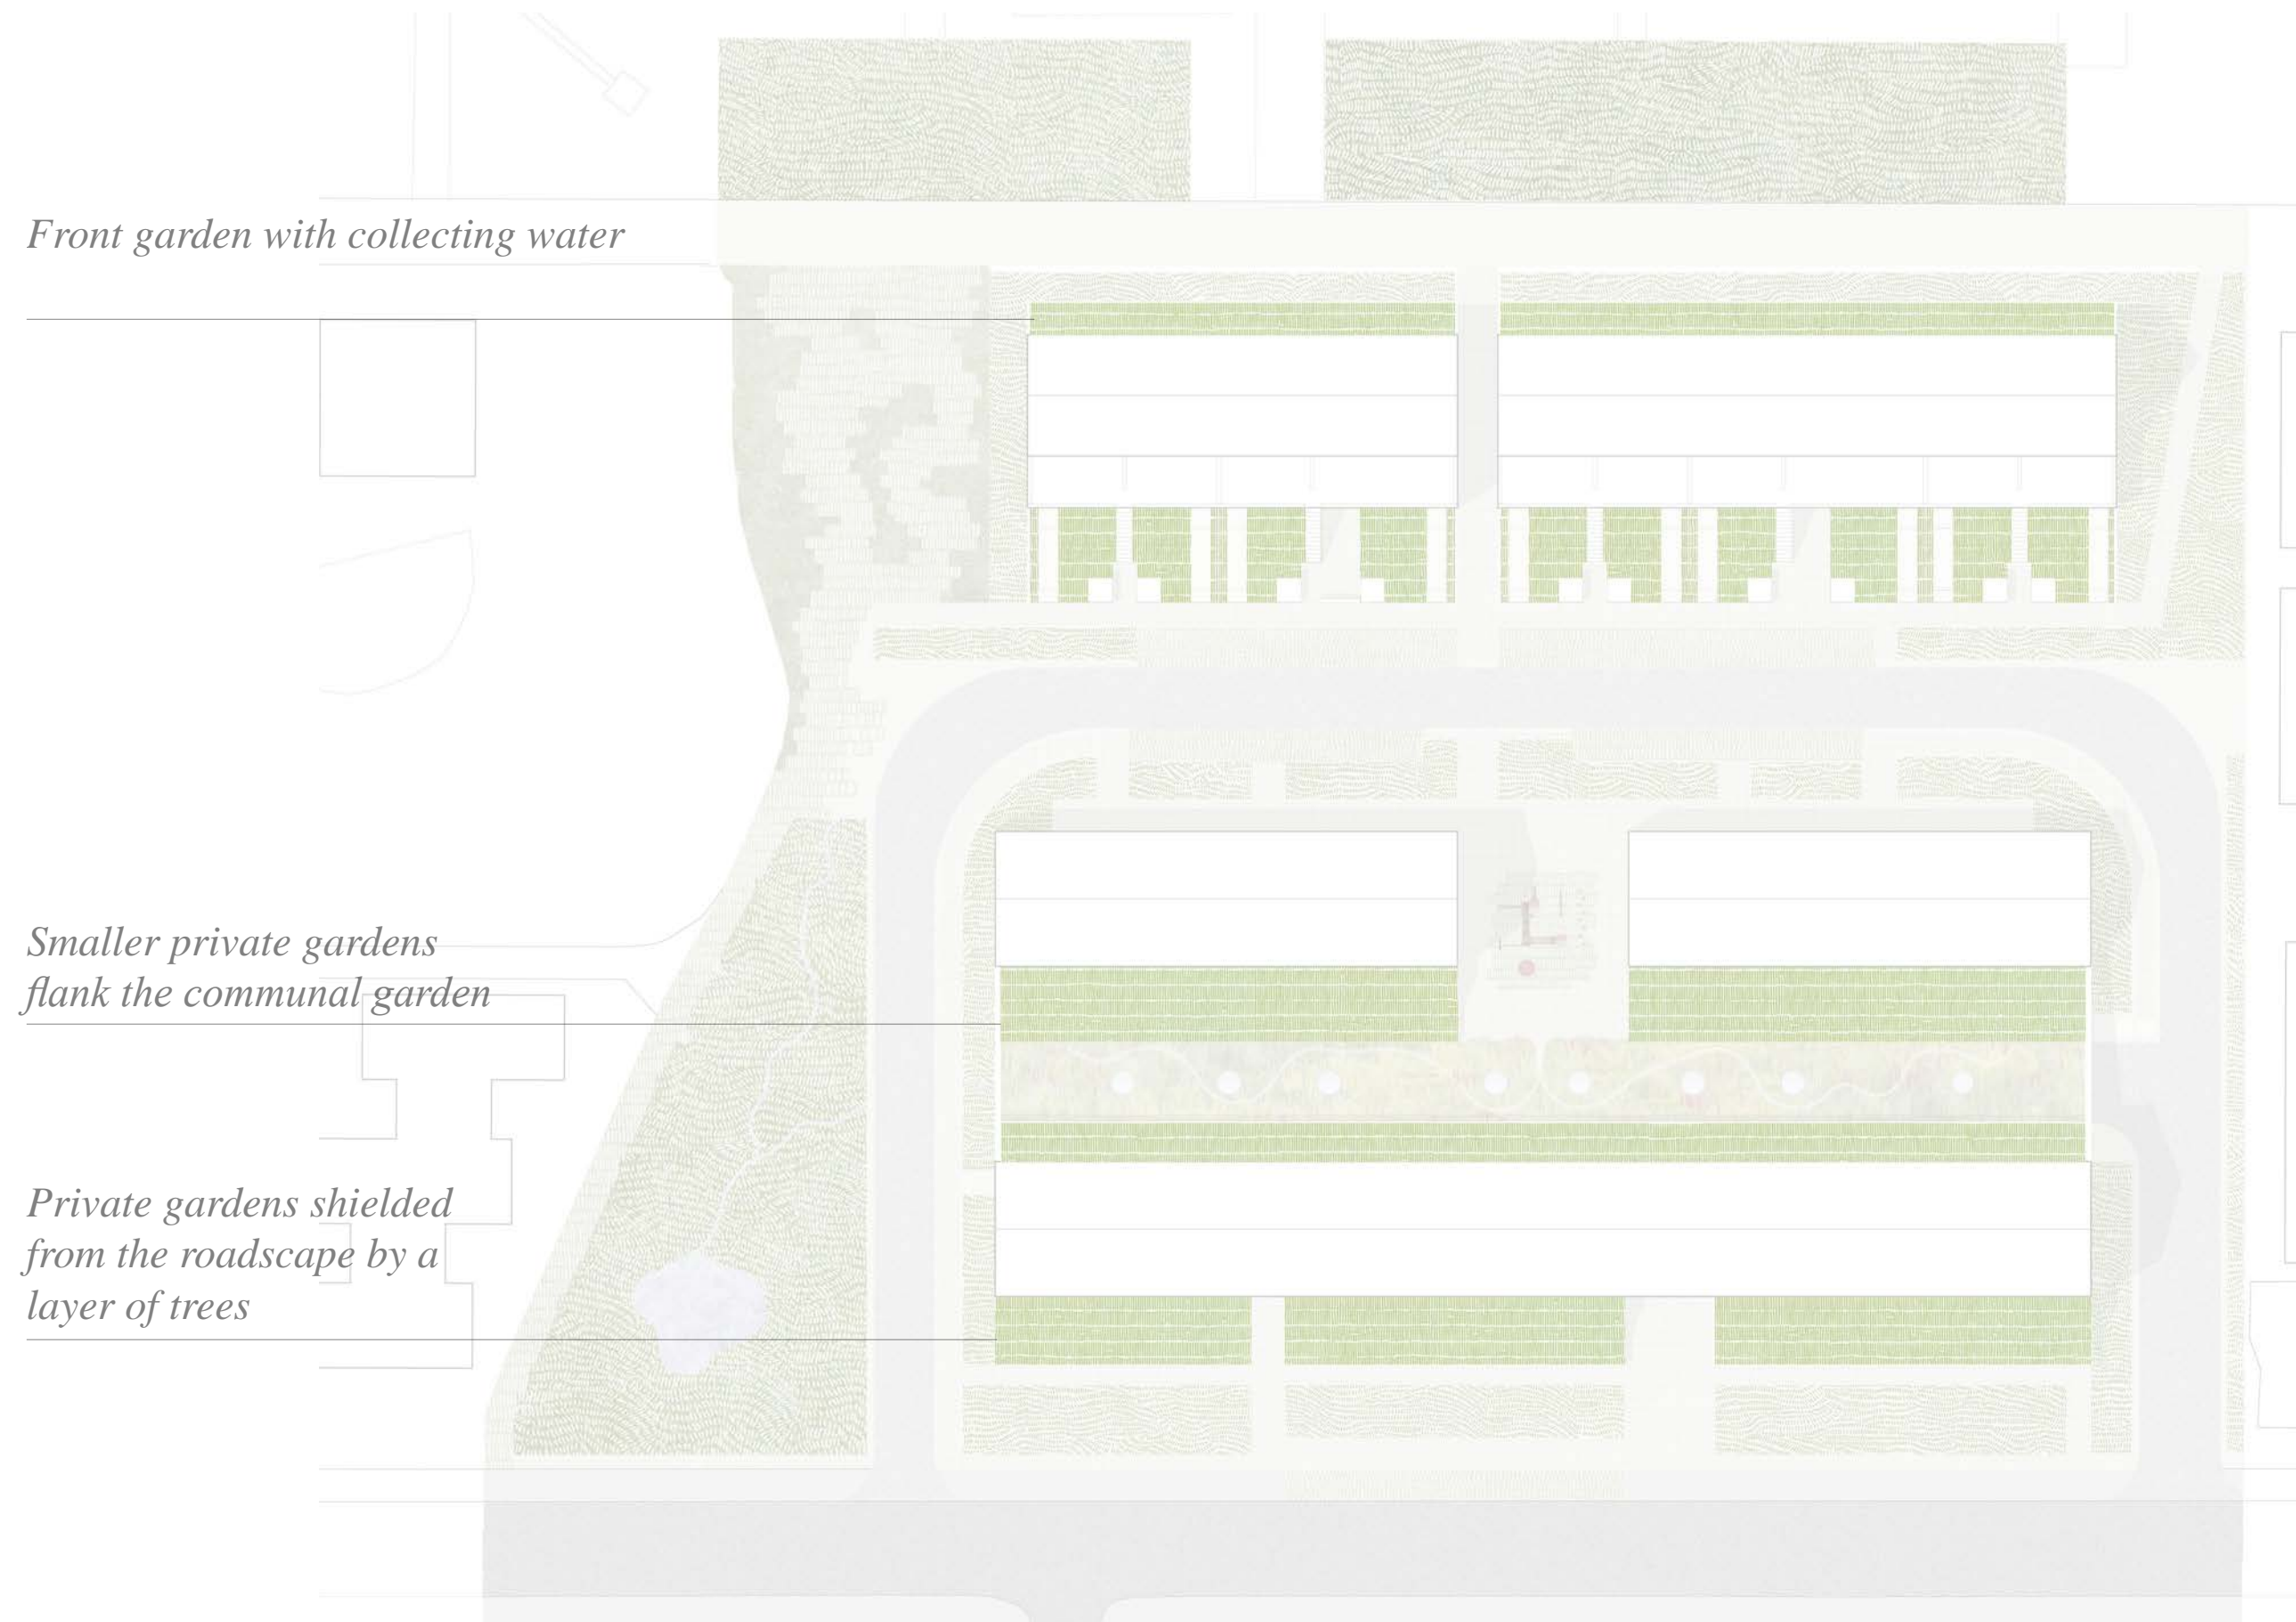 Front garden with collecting water
Smaller private gardens
flank the communal garden
Private gardens shielded
from the roadscape by a
layer of trees